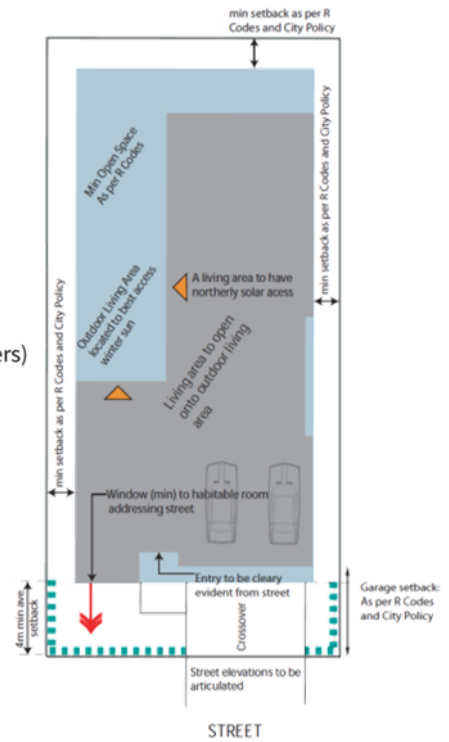 min setback as per R
Codes and City Policy
Min Open Space
As per R Codes
min setback as per R Codes and City Policy
A living area to have
northerly solar acess
Outdoor Living Area
located to best access
winter sun
ers)
Living area to open
onto outdoor living
area
min setback as per R Codes and City Policy
Window (min) to habitable room
addressing street
Entry to be cleary
evident from street
4m min ave
setback
Crossover
Garage setback:
As per R Codes
and City Policy
Street elevations to be
articulated
STREET